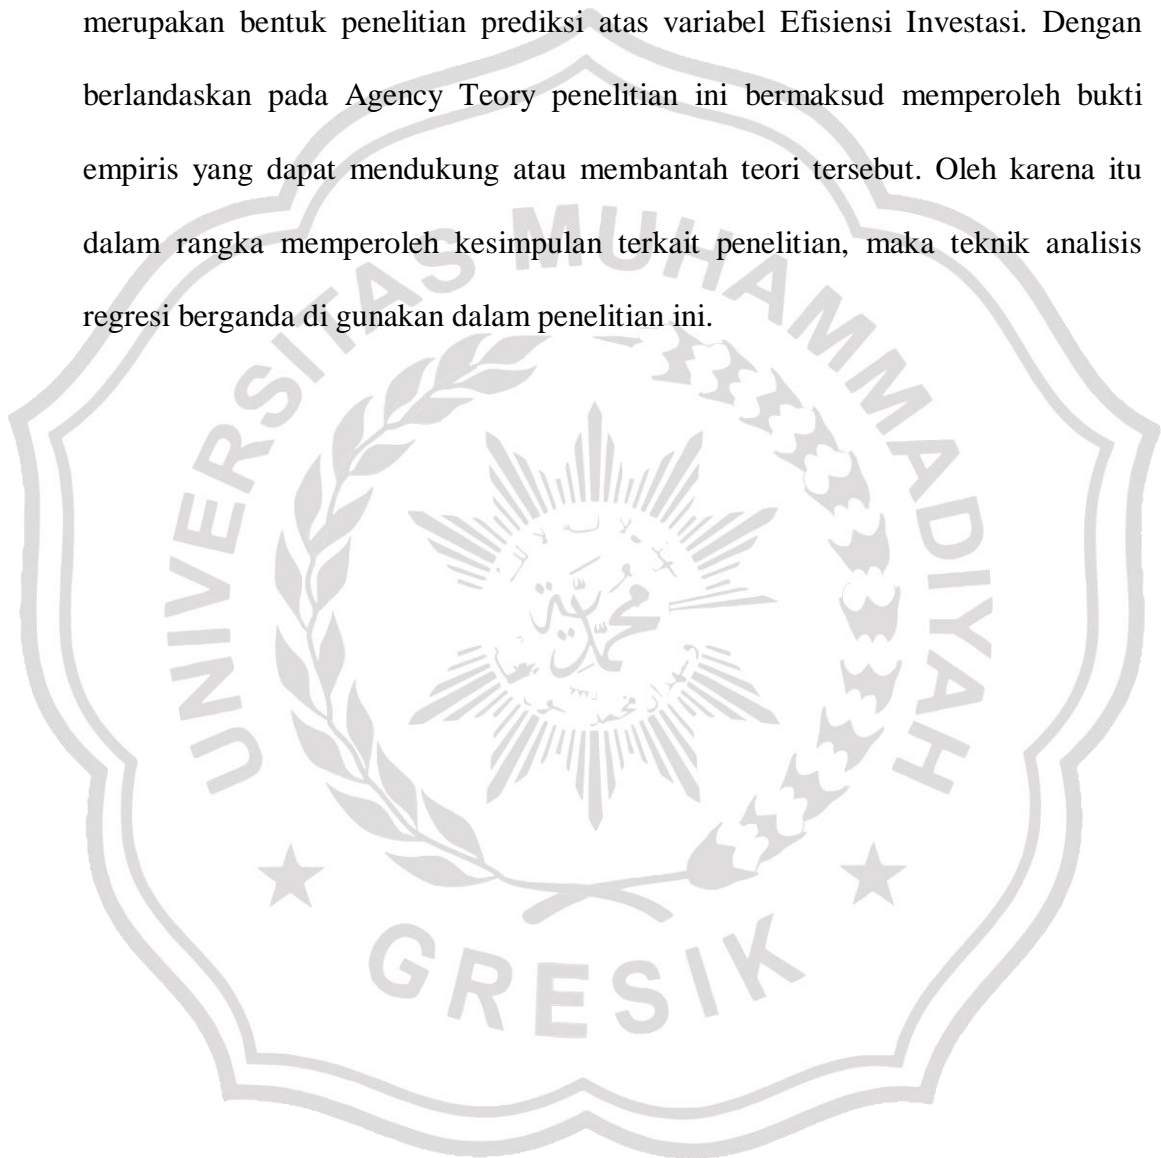 merupakan bentuk penelitian prediksi atas variabel Efisiensi Investasi. Dengan
berlandaskan pada Agency Teory penelitian ini bermaksud memperoleh bukti
empiris yang dapat mendukung atau membantah teori tersebut. Oleh karena itu
dalam rangka memperoleh kesimpulan terkait penelitian, maka teknik analisis
regresi berganda di gunakan dalam penelitian ini.
UNIVERSITAS MUHAMMADIYAH
محمد
GRESIK